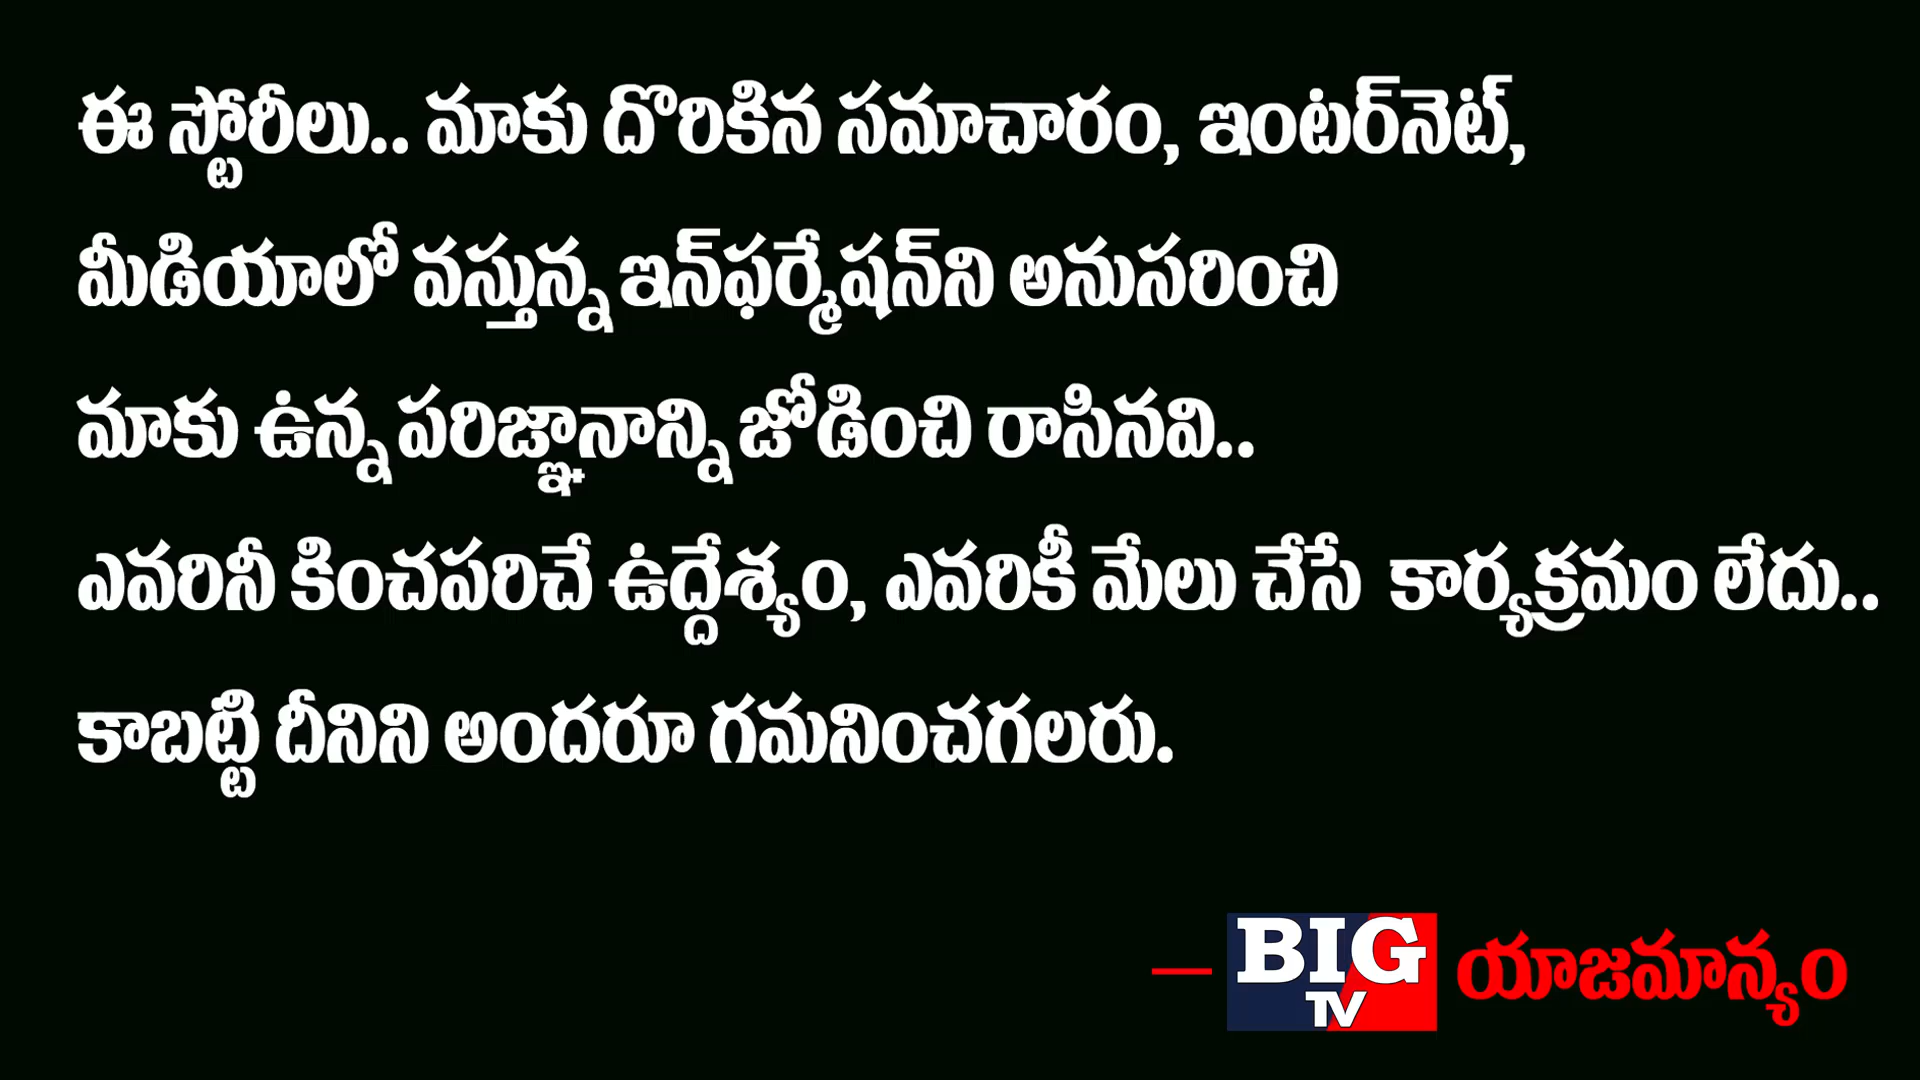 ఈ స్టోరీలు.. మాకు దొరికిన సమాచారం, ఇంటర్‌నెట్,
మీడియాలో వస్తున్న ఇన్‌ఫర్మేషన్‌ని అనుసరించి
మాకు ఉన్న పరిజ్ఞానాన్ని జోడించి రాసినవి..
ఎవరినీ కించపరిచే ఉద్దేశ్యం, ఎవరికీ మేలు చేసే కార్యక్రమం లేదు..
కాబట్టి దీనిని అందరూ గమనించగలరు.
— BIG TV యాజమాన్యం